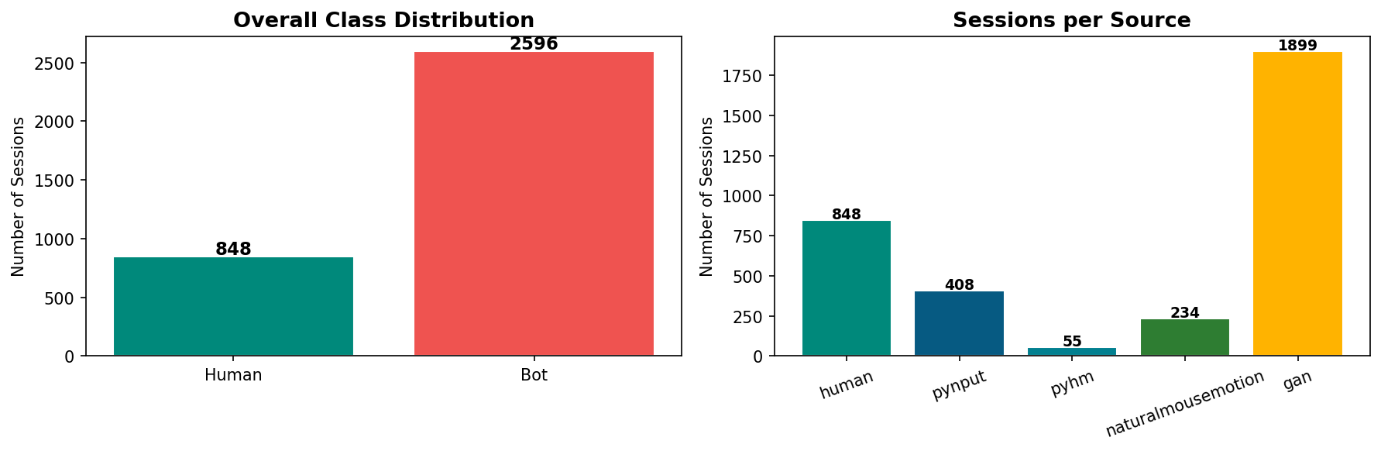 Overall Class Distribution
Number of Sessions
2500
2000
1500
1000
500
0
2596
848
Human
Bot
Sessions per Source
Number of Sessions
1750
1500
1250
1000
750
500
250
0
848
408
55
234
1899
human
pynput
pyhm
naturalmousemotion
gan